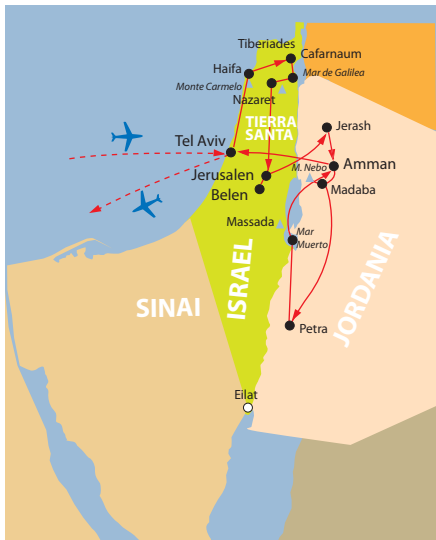 Tiberiades
Cafarnaum
Haifa
Mar de Galilea
Monte Carmelo
Nazaret
TIERRA
SANTA
Jerash
Tel Aviv
Amman
M. Nebo
Jerusalen
Madaba
Belen
Massada
Mar
Muerto
ISRAEL
JORDANIA
SINAI
Petra
Eilat